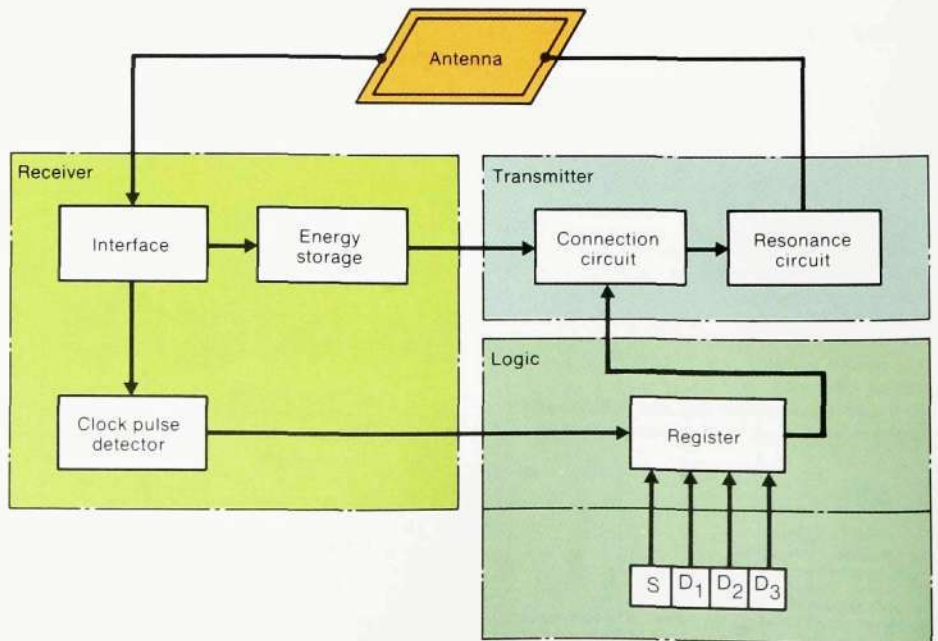 Antenna
Receiver
Interface
Energy
storage
Clock pulse
detector
Transmitter
Connection
circuit
Resonance
circuit
Logic
Register
S D1 D2 D3